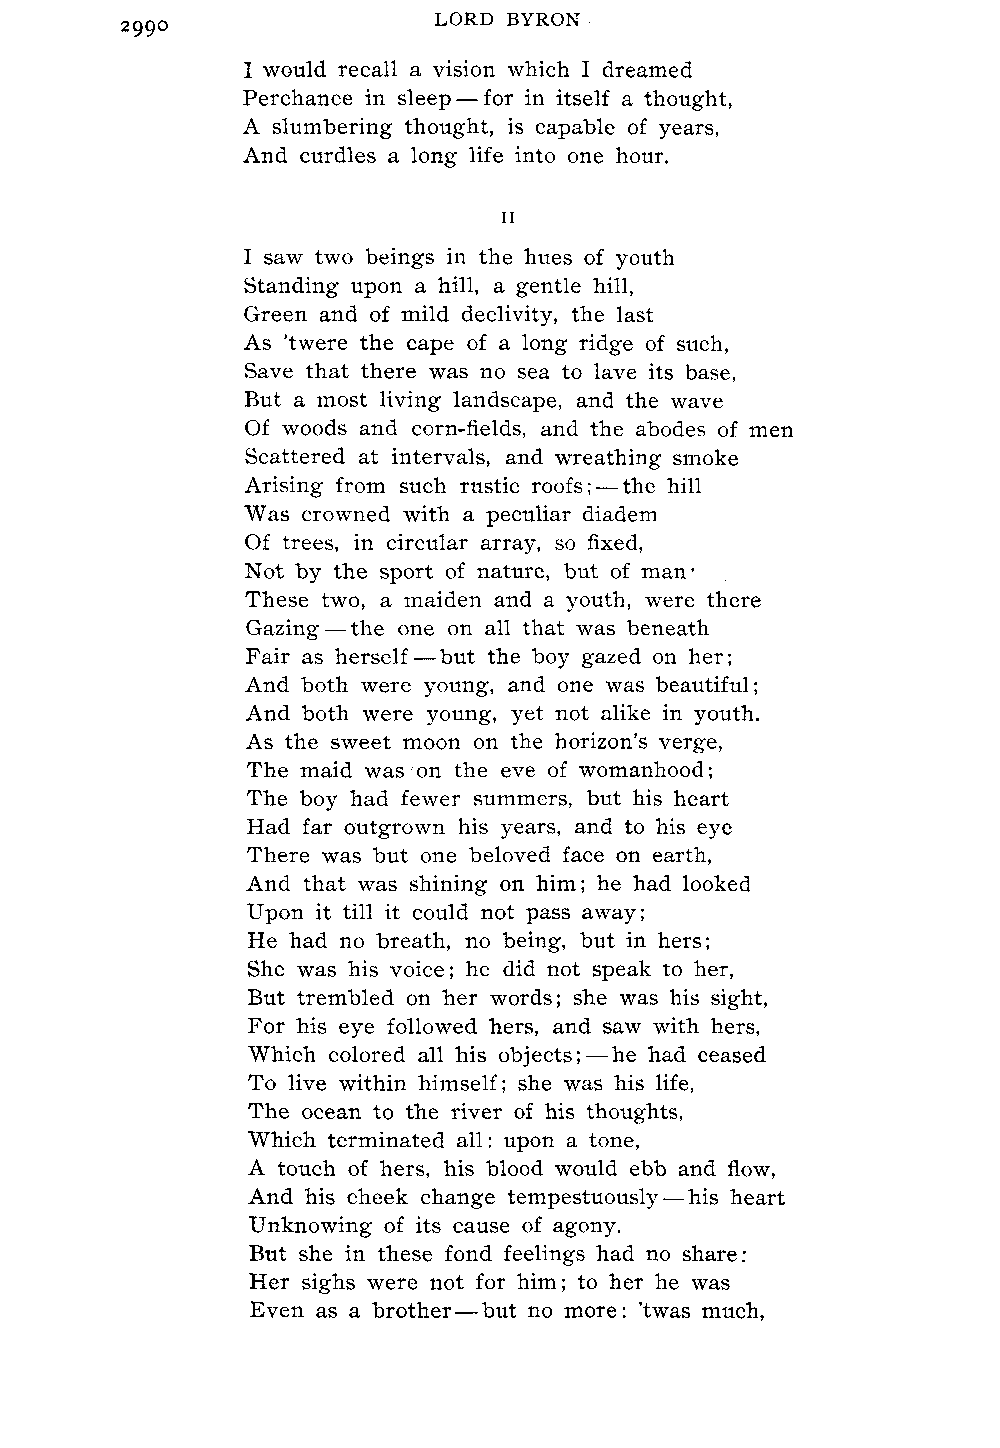 2990
LORD BYRON
I would recall a vision which I dreamed
Perchance in sleep — for in itself a thought,
A slumbering thought, is capable of years,
And curdles a long life into one hour.
II
I saw two beings in the hues of youth
Standing upon a hill, a gentle hill,
Green and of mild declivity, the last
As 'twere the cape of a long ridge of such,
Save that there was no sea to lave its base,
But a most living landscape, and the wave
Of woods and corn-fields, and the abodes of men
Scattered at intervals, and wreathing smoke
Arising from such rustic roofs; — the hill
Was crowned with a peculiar diadem
Of trees, in circular array, so fixed,
Not by the sport of nature, but of man·
These two, a maiden and a youth, were there
Gazing — the one on all that was beneath
Fair as herself — but the boy gazed on her;
And both were young, and one was beautiful;
And both were young, yet not alike in youth.
As the sweet moon on the horizon's verge,
The maid was on the eve of womanhood;
The boy had fewer summers, but his heart
Had far outgrown his years, and to his eye
There was but one beloved face on earth,
And that was shining on him; he had looked
Upon it till it could not pass away;
He had no breath, no being, but in hers;
She was his voice; he did not speak to her,
But trembled on her words; she was his sight,
For his eye followed hers, and saw with hers,
Which colored all his objects; — he had ceased
To live within himself; she was his life,
The ocean to the river of his thoughts,
Which terminated all: upon a tone,
A touch of hers, his blood would ebb and flow,
And his cheek change tempestuously — his heart
Unknowing of its cause of agony.
But she in these fond feelings had no share:
Her sighs were not for him; to her he was
Even as a brother — but no more: 'twas much,